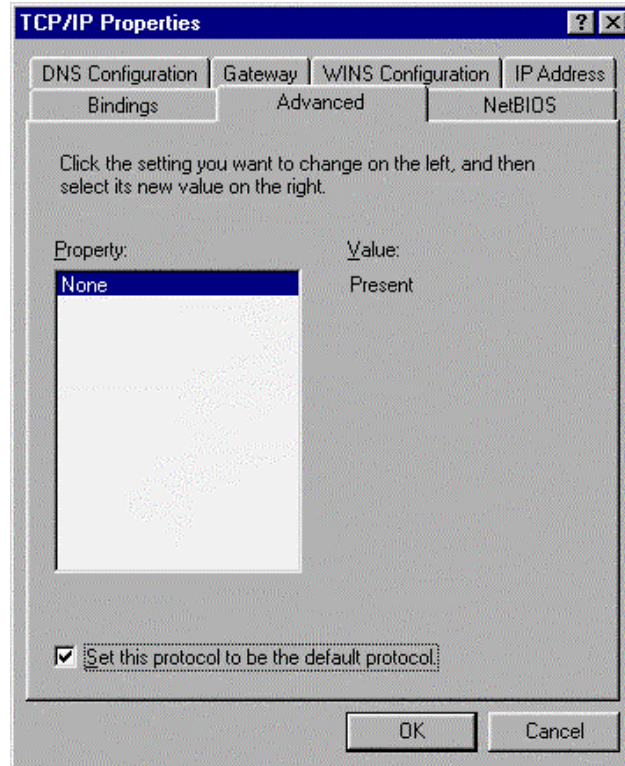 TCP/IP Properties
DNS Configuration Gateway WINS Configuration IP Address
Bindings Advanced NetBIOS
Click the setting you want to change on the left, and then
select its new value on the right.
Property: Value:
None Present
Set this protocol to be the default protocol.
OK Cancel